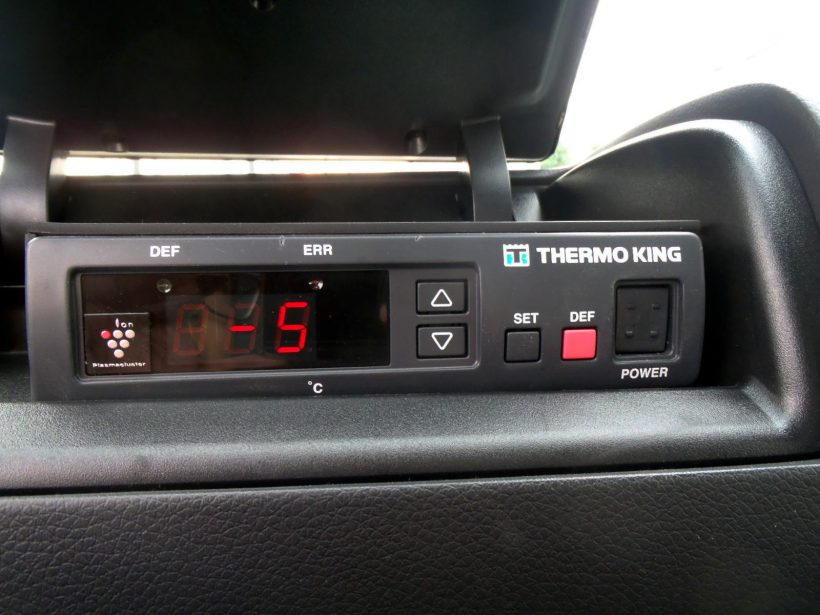 DEF
ERR
THERMO KING
Ion
Plasmacluster
-5
°C
SET
DEF
POWER